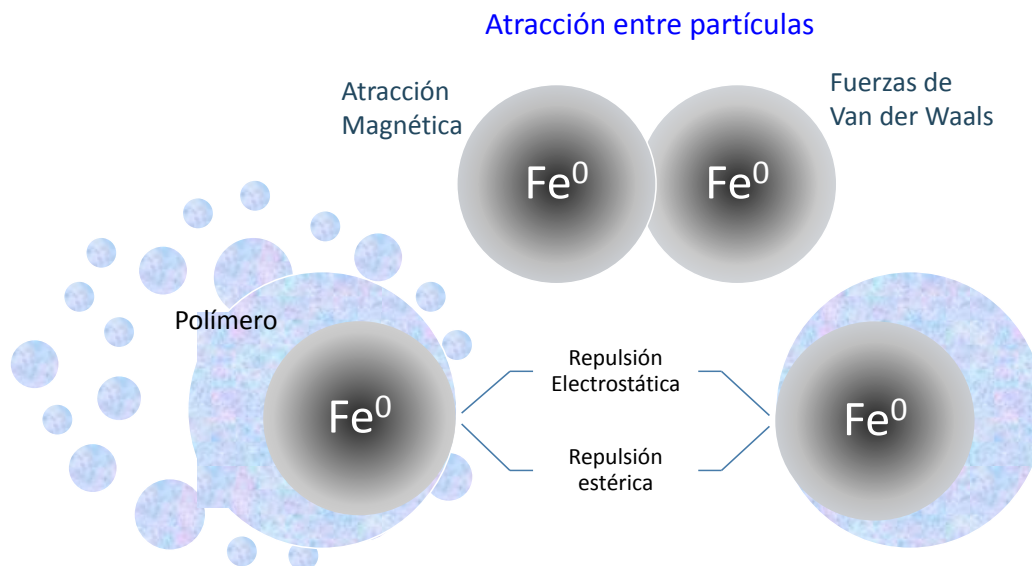 Atracción entre partículas
Atracción
Magnética
Fuerzas de
Van der Waals
Fe⁰
Fe⁰
Polímero
Fe⁰
Repulsión
Electrostática
Repulsión
estérica
Fe⁰